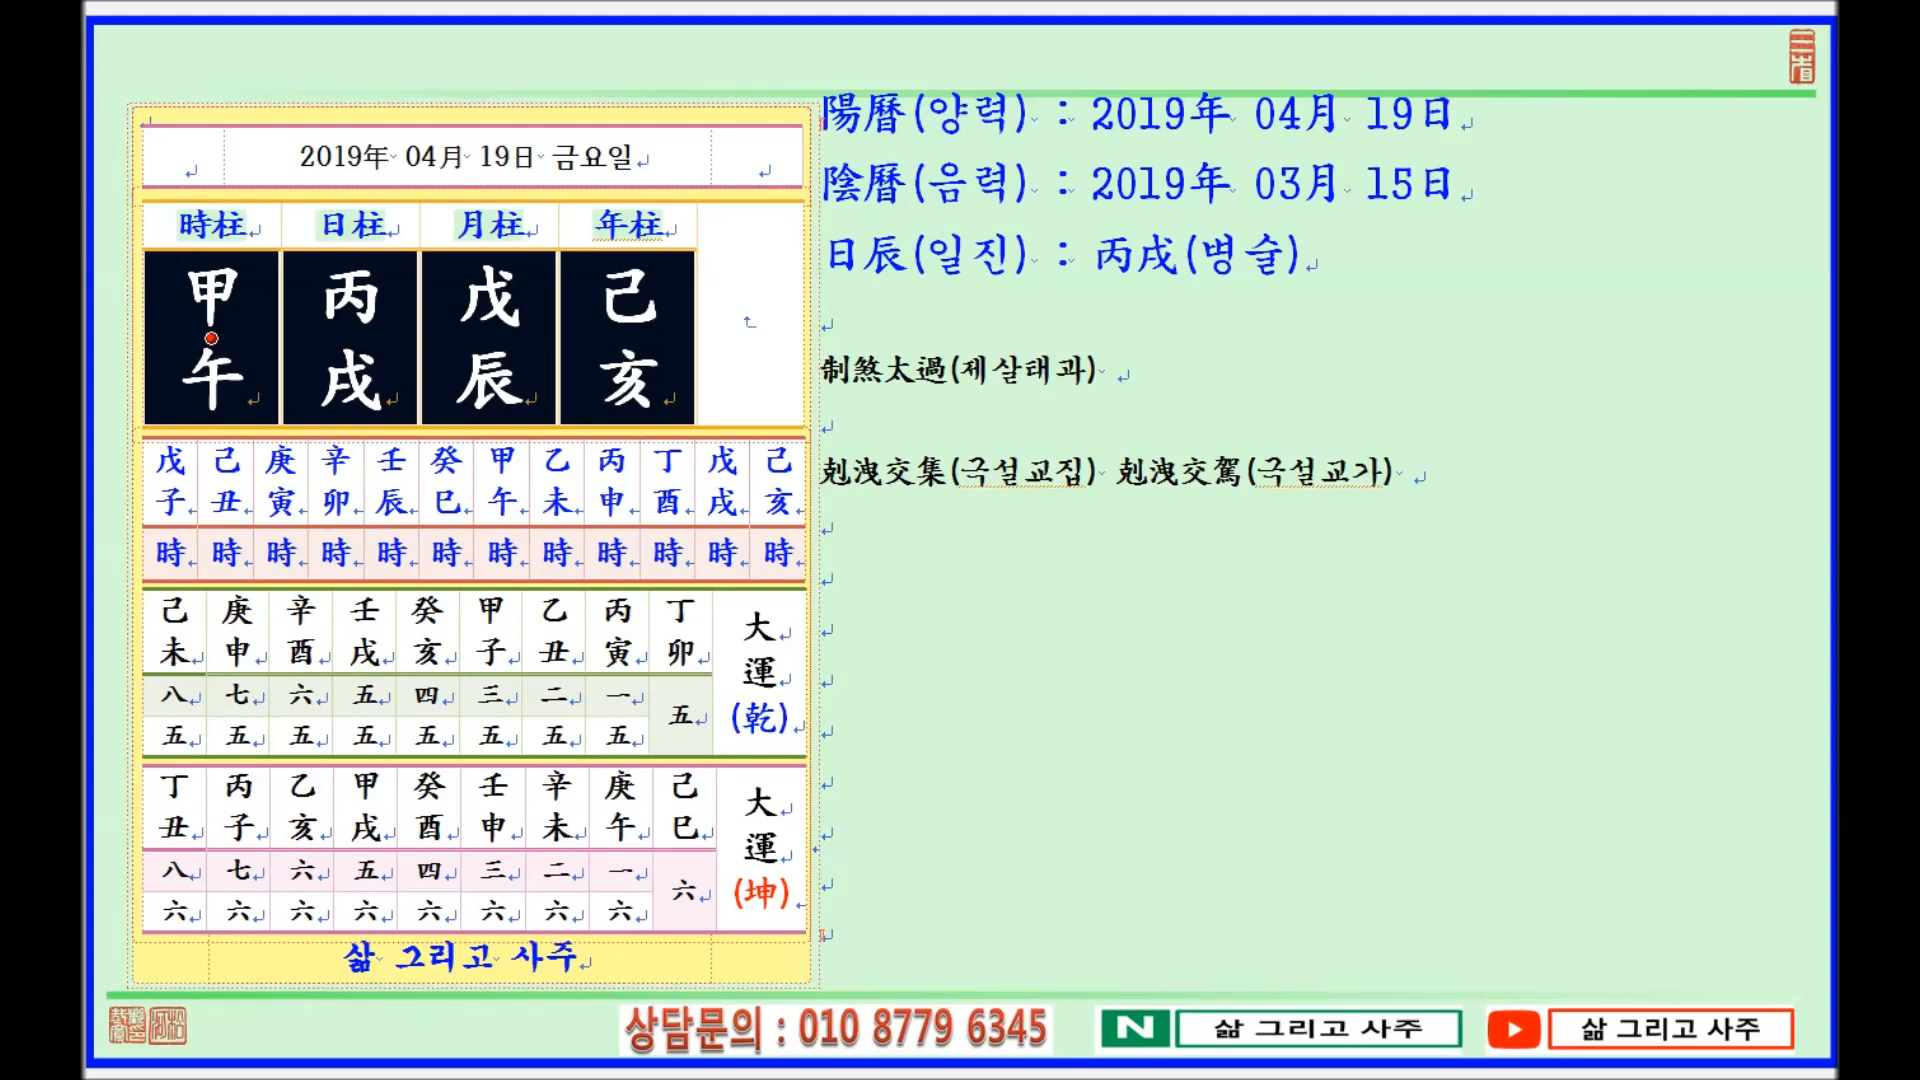 陽曆(양력) : 2019年 04月 19日
陰曆(음력) : 2019年 03月 15日
日辰(일진) : 丙戌(병술)
制煞太過(제살태과)
剋洩交集(극설교집) 剋洩交駕(극설교가)
2019年 04月 19日 금요일
時柱 日柱 月柱 年柱
甲 丙 戊 己
午 戌 辰 亥
戊 己 庚 辛 壬 癸 甲 乙 丙 丁 戊 己
子 丑 寅 卯 辰 巳 午 未 申 酉 戌 亥
時 時 時 時 時 時 時 時 時 時 時 時
己 庚 辛 壬 癸 甲 乙 丙 丁
未 申 酉 戌 亥 子 丑 寅 卯
八 七 六 五 四 三 二 一 五
五 五 五 五 五 五 五 五
大運(乾)
丁 丙 乙 甲 癸 壬 辛 庚 己
丑 子 亥 戌 酉 申 未 午 巳
八 七 六 五 四 三 二 一 六
六 六 六 六 六 六 六 六
大運(坤)
삶 그리고 사주
상담문의 : 010 8779 6345
N 삶 그리고 사주
삶 그리고 사주